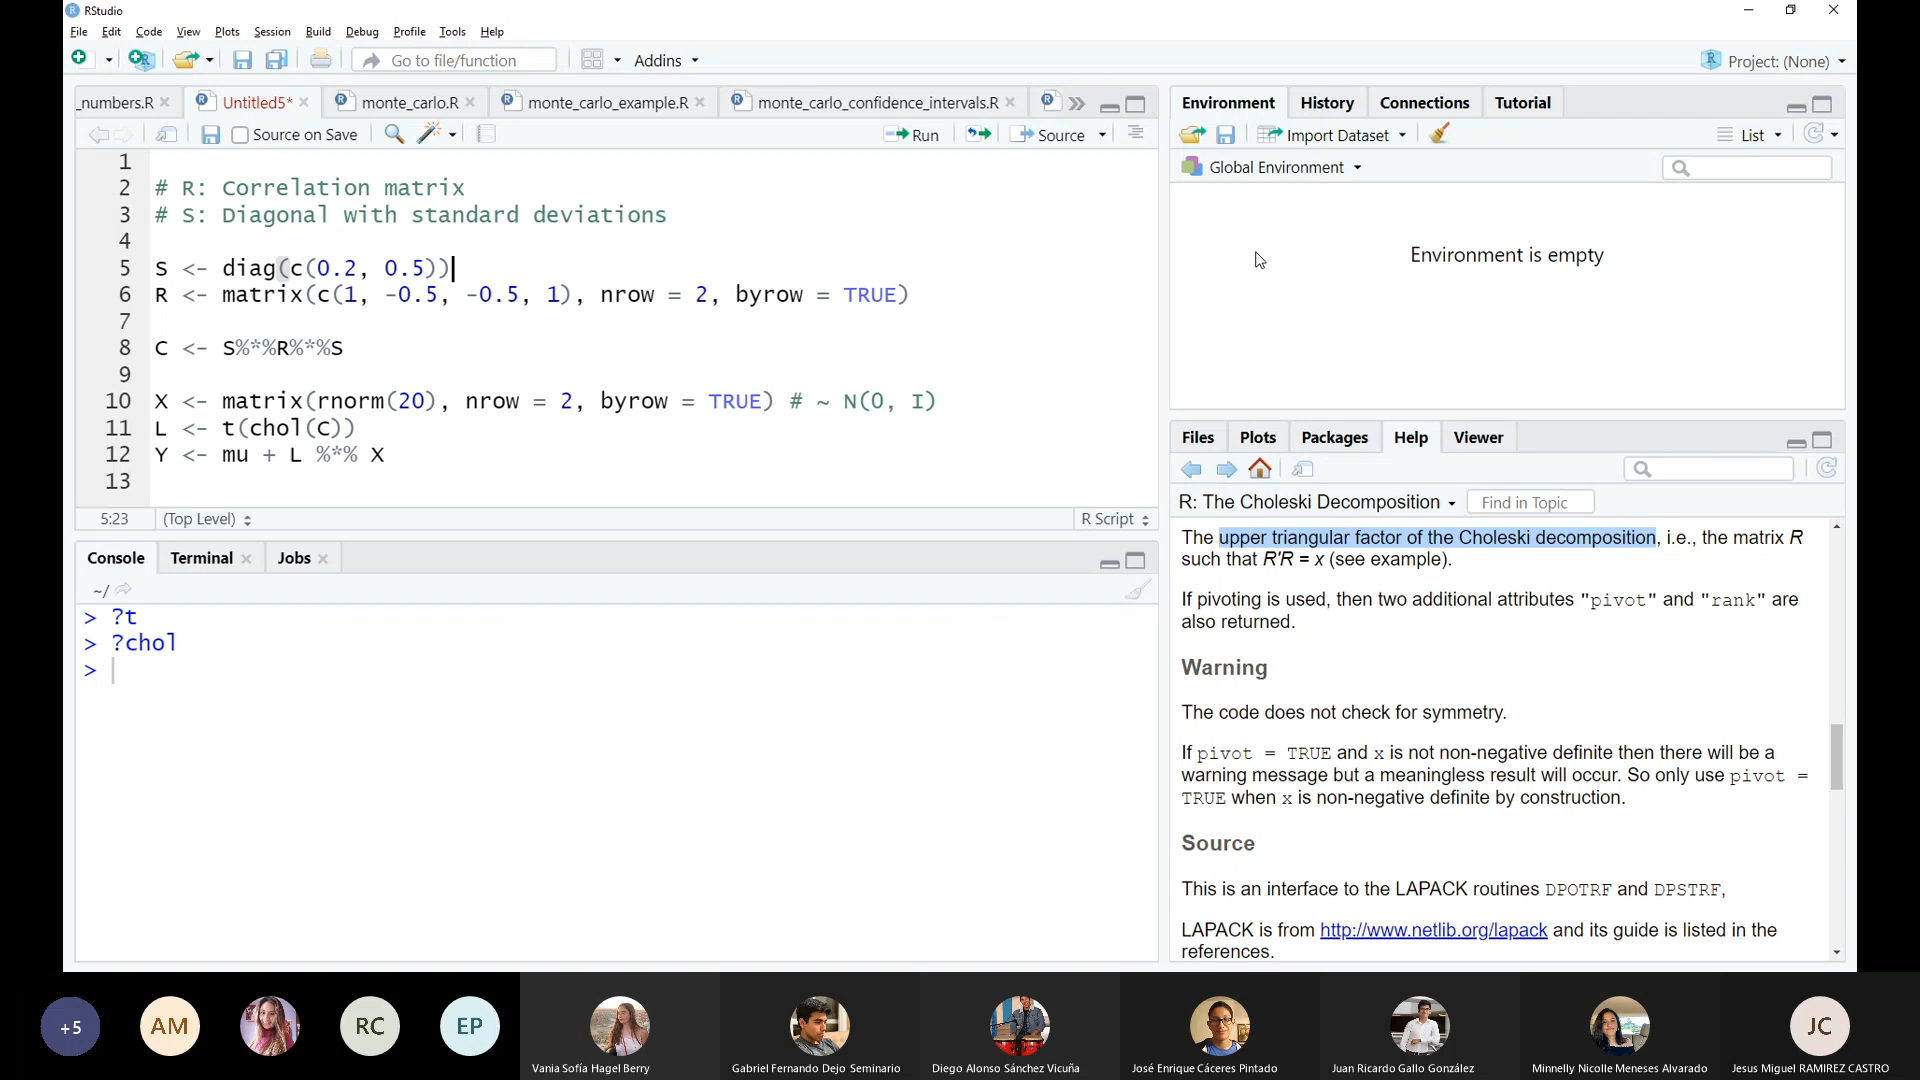 RStudio
File Edit Code View Plots Session Build Debug Profile Tools Help
Go to file/function Addins Project: (None)
_numbers.R Untitled5* monte_carlo.R monte_carlo_example.R monte_carlo_confidence_intervals.R
Source on Save Run Source
1
2 # R: Correlation matrix
3 # S: Diagonal with standard deviations
4
5 S <- diag(c(0.2, 0.5))
6 R <- matrix(c(1, -0.5, -0.5, 1), nrow = 2, byrow = TRUE)
7
8 C <- S%*%R%*%S
9
10 X <- matrix(rnorm(20), nrow = 2, byrow = TRUE) # ~ N(0, I)
11 L <- t(chol(C))
12 Y <- mu + L %*% X
13
5:23 (Top Level) R Script
Console Terminal Jobs
~/
> ?t
> ?chol
>
Environment History Connections Tutorial
Import Dataset List
Global Environment
Environment is empty
Files Plots Packages Help Viewer
R: The Choleski Decomposition Find in Topic
The upper triangular factor of the Choleski decomposition, i.e., the matrix R
such that R'R = x (see example).
If pivoting is used, then two additional attributes "pivot" and "rank" are
also returned.
Warning
The code does not check for symmetry.
If pivot = TRUE and x is not non-negative definite then there will be a
warning message but a meaningless result will occur. So only use pivot =
TRUE when x is non-negative definite by construction.
Source
This is an interface to the LAPACK routines DPOTRF and DPSTRF,
LAPACK is from http://www.netlib.org/lapack and its guide is listed in the
references.
+5 AM RC EP JC
Vania Sofía Hagel Berry Gabriel Fernando Dejo Seminario Diego Alonso Sánchez Vicuña José Enrique Cáceres Pintado Juan Ricardo Gallo González Minnelly Nicolle Meneses Alvarado Jesus Miguel RAMIREZ CASTRO